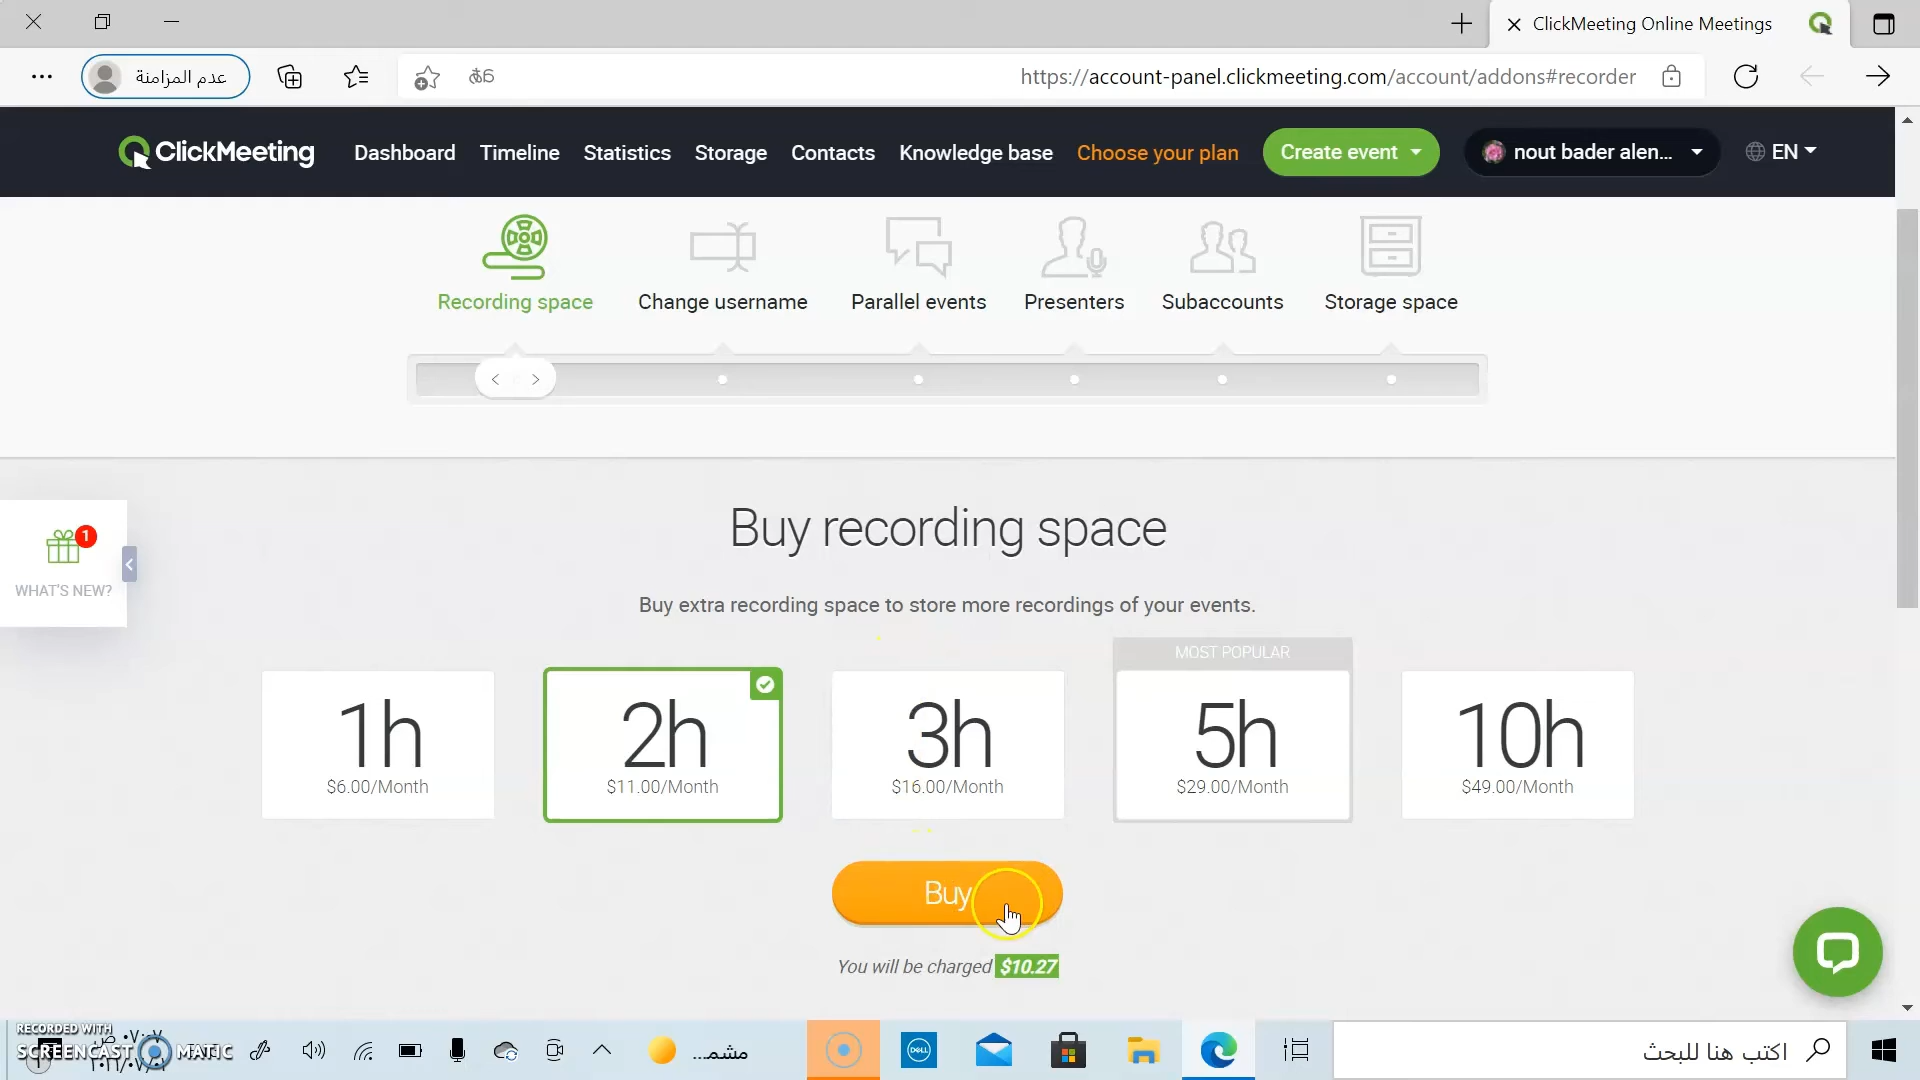 ClickMeeting Online Meetings
عدم المزامنة
https://account-panel.clickmeeting.com/account/addons#recorder
ClickMeeting
Dashboard
Timeline
Statistics
Storage
Contacts
Knowledge base
Choose your plan
Create event
nout bader alen...
EN
Recording space
Change username
Parallel events
Presenters
Subaccounts
Storage space
1
WHAT'S NEW?
Buy recording space
Buy extra recording space to store more recordings of your events.
MOST POPULAR
1h
$6.00/Month
2h
$11.00/Month
3h
$16.00/Month
5h
$29.00/Month
10h
$49.00/Month
Buy
You will be charged $10.27
RECORDED WITH
SCREENCAST MATIC
مشمـ...
DELL
اكتب هنا للبحث